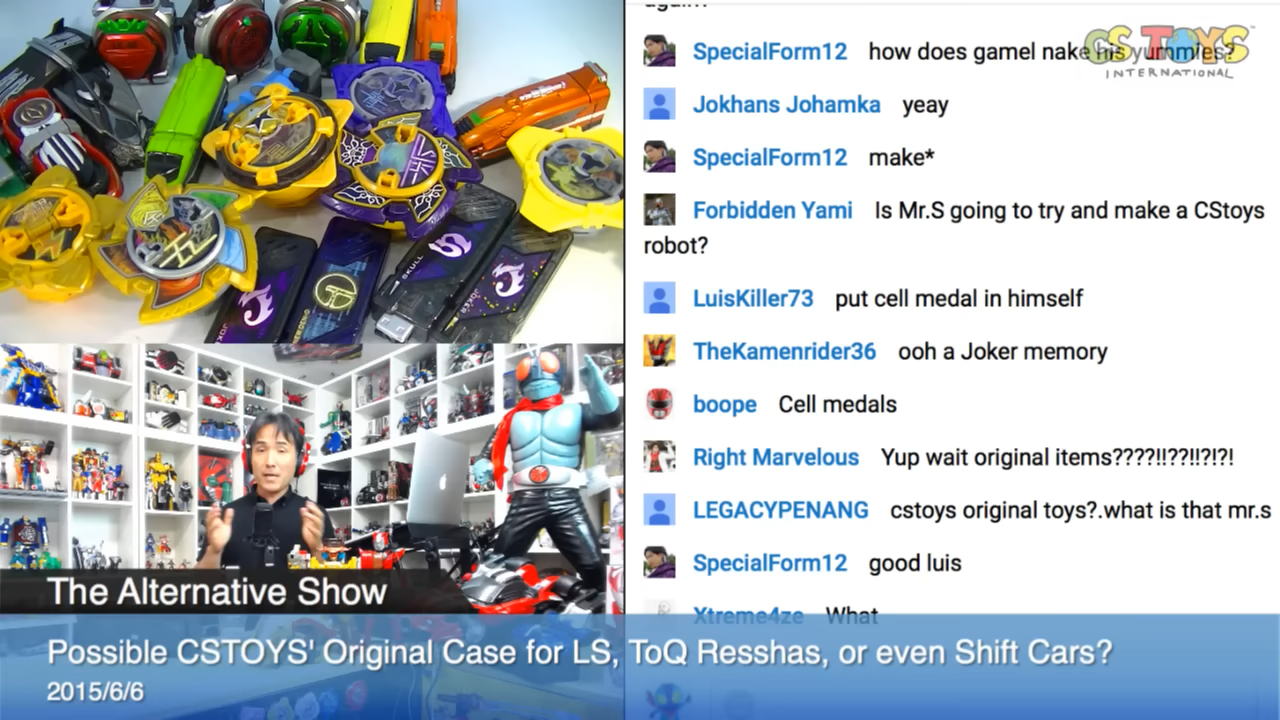 again?
CS TOYS
INTERNATIONAL
SpecialForm12 how does gamel nake his yummies?
Jokhans Johamka yeay
SpecialForm12 make*
Forbidden Yami Is Mr.S going to try and make a CStoys
robot?
LuisKiller73 put cell medal in himself
TheKamenrider36 ooh a Joker memory
boope Cell medals
Right Marvelous Yup wait original items????!!??!!?!?!
LEGACYPENANG cstoys original toys?.what is that mr.s
SpecialForm12 good luis
Xtreme4ze What
SKULL
JOKER
The Alternative Show
Possible CSTOYS' Original Case for LS, ToQ Resshas, or even Shift Cars?
2015/6/6